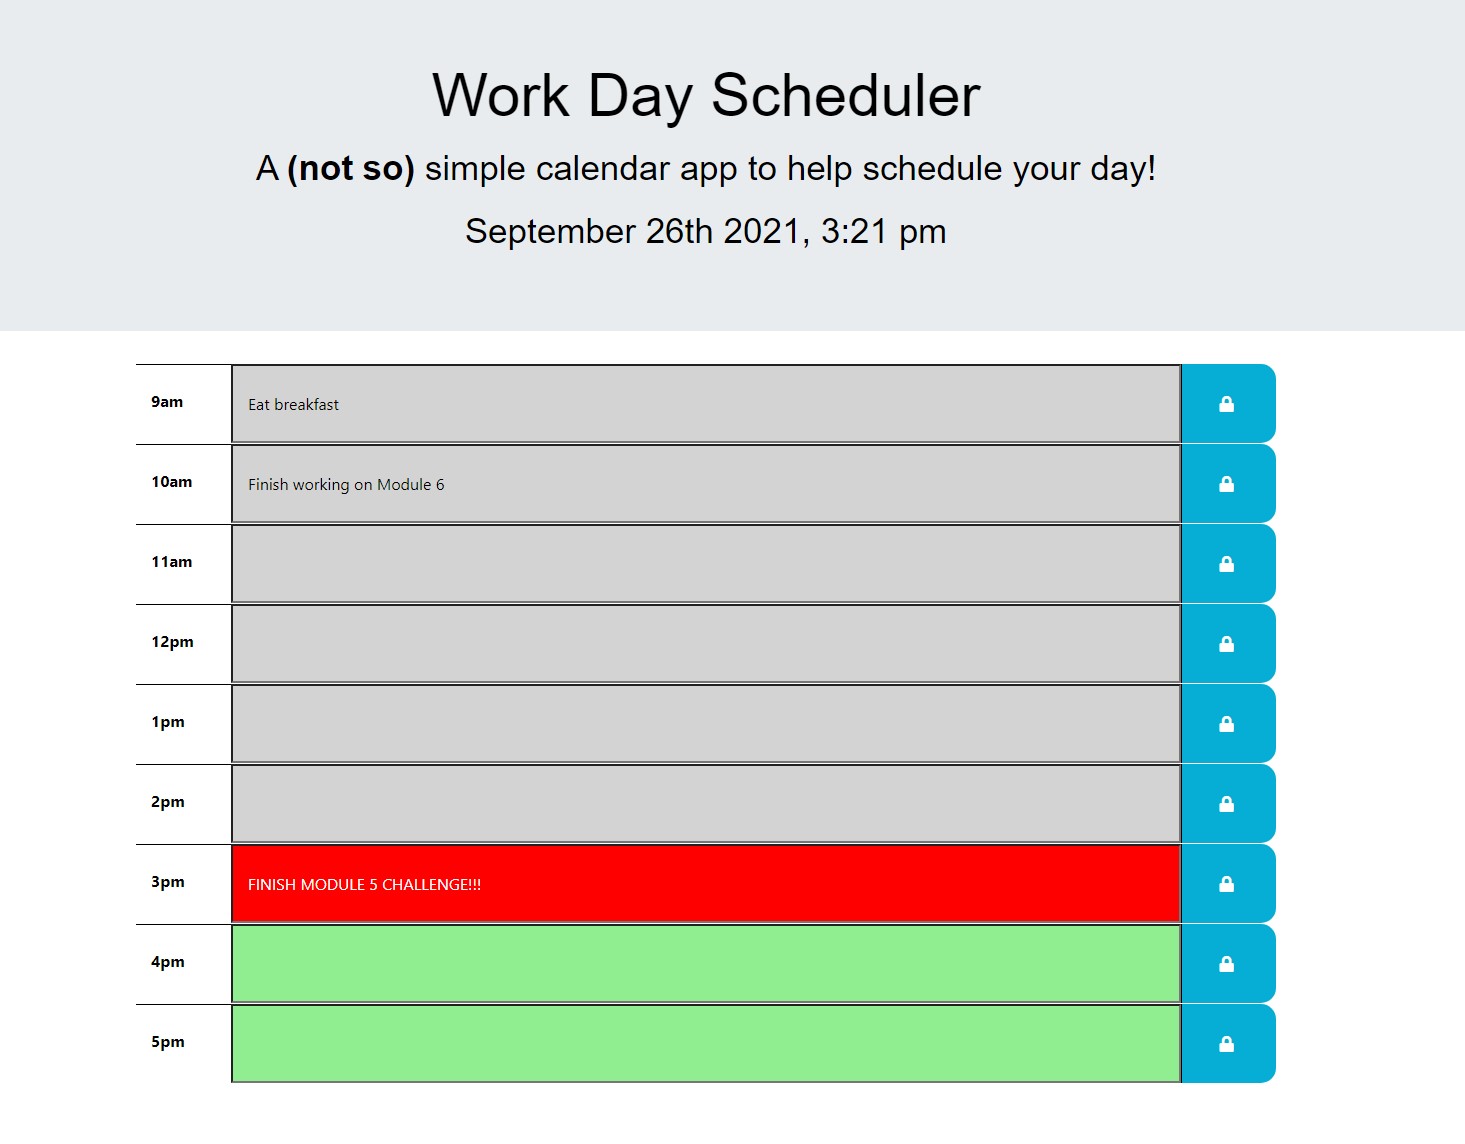 Work Day Scheduler
A (not so) simple calendar app to help schedule your day!
September 26th 2021, 3:21 pm
9am Eat breakfast
10am Finish working on Module 6
11am
12pm
1pm
2pm
3pm FINISH MODULE 5 CHALLENGE!!!
4pm
5pm